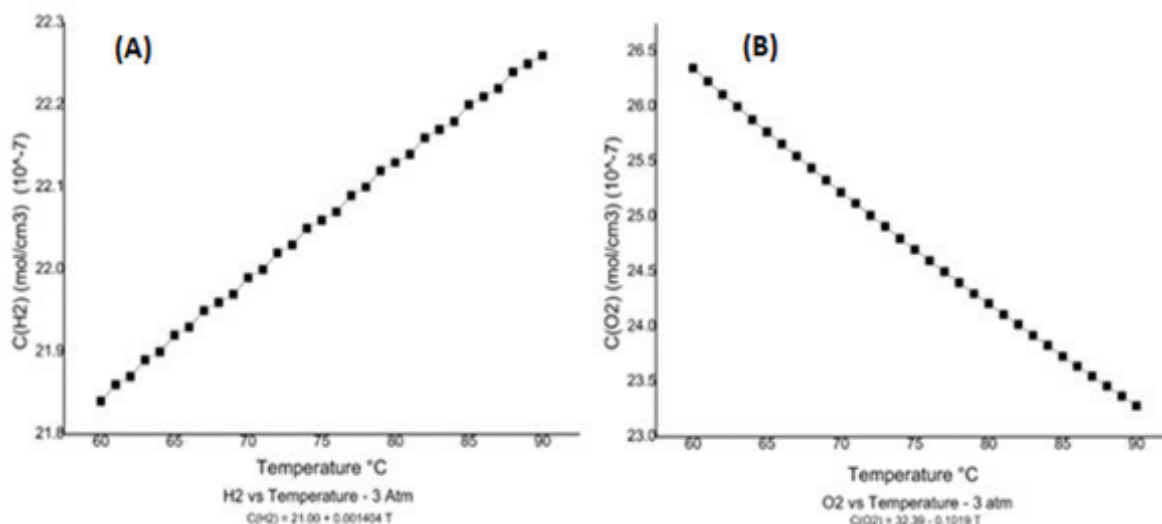 (A)
22.3
22.2
22.1
22.0
21.9
21.8
C(H2) (mol/cm3) (10^-7)
60 65 70 75 80 85 90
Temperature °C
H2 vs Temperature - 3 Atm
C(H2) = 21.00 + 0.001404 T
(B)
26.5
26.0
25.5
25.0
24.5
24.0
23.5
23.0
C(O2) (mol/cm3) (10^-7)
60 65 70 75 80 85 90
Temperature °C
O2 vs Temperature - 3 atm
C(O2) = 32.39 - 0.1019 T